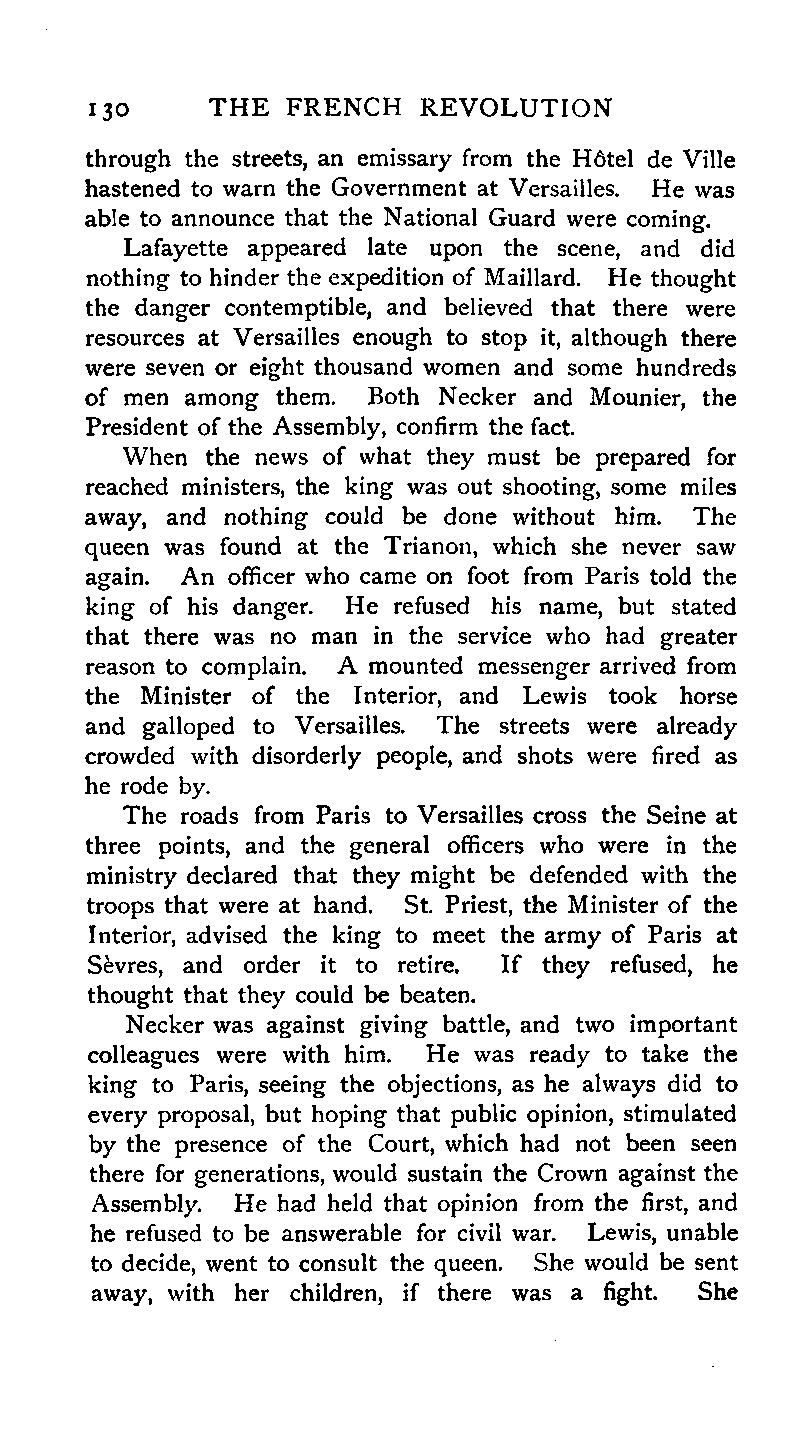 130 THE FRENCH REVOLUTION
through the streets, an emissary from the Hôtel de Ville
hastened to warn the Government at Versailles. He was
able to announce that the National Guard were coming.
Lafayette appeared late upon the scene, and did
nothing to hinder the expedition of Maillard. He thought
the danger contemptible, and believed that there were
resources at Versailles enough to stop it, although there
were seven or eight thousand women and some hundreds
of men among them. Both Necker and Mounier, the
President of the Assembly, confirm the fact.
When the news of what they must be prepared for
reached ministers, the king was out shooting, some miles
away, and nothing could be done without him. The
queen was found at the Trianon, which she never saw
again. An officer who came on foot from Paris told the
king of his danger. He refused his name, but stated
that there was no man in the service who had greater
reason to complain. A mounted messenger arrived from
the Minister of the Interior, and Lewis took horse
and galloped to Versailles. The streets were already
crowded with disorderly people, and shots were fired as
he rode by.
The roads from Paris to Versailles cross the Seine at
three points, and the general officers who were in the
ministry declared that they might be defended with the
troops that were at hand. St. Priest, the Minister of the
Interior, advised the king to meet the army of Paris at
Sèvres, and order it to retire. If they refused, he
thought that they could be beaten.
Necker was against giving battle, and two important
colleagues were with him. He was ready to take the
king to Paris, seeing the objections, as he always did to
every proposal, but hoping that public opinion, stimulated
by the presence of the Court, which had not been seen
there for generations, would sustain the Crown against the
Assembly. He had held that opinion from the first, and
he refused to be answerable for civil war. Lewis, unable
to decide, went to consult the queen. She would be sent
away, with her children, if there was a fight. She